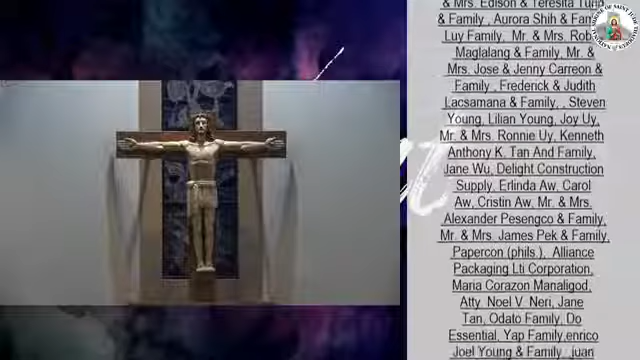 & Mrs. Edison & Teresita Tung
& Family , Aurora Shih & Family,
Luy Family,  Mr. & Mrs. Robert
Maglalang & Family, Mr. &
Mrs. Jose & Jenny Carreon &
Family , Frederick & Judith
Lacsamana & Family, , Steven
Young, Lilian Young, Joy Uy,
Mr. & Mrs. Ronnie Uy, Kenneth
Anthony K. Tan And Family,
Jane Wu, Delight Construction
Supply, Erlinda Aw, Carol
Aw, Cristin Aw, Mr. & Mrs.
Alexander Pesengco & Family,
Mr. & Mrs. James Pek & Family,
Papercon (phils.),  Alliance
Packaging Lti Corporation,
Maria Corazon Manaligod,
Atty. Noel V. Neri, Jane
Tan, Odato Family, Do
Essential, Yap Family,enrico
Joel Young & Family , juan